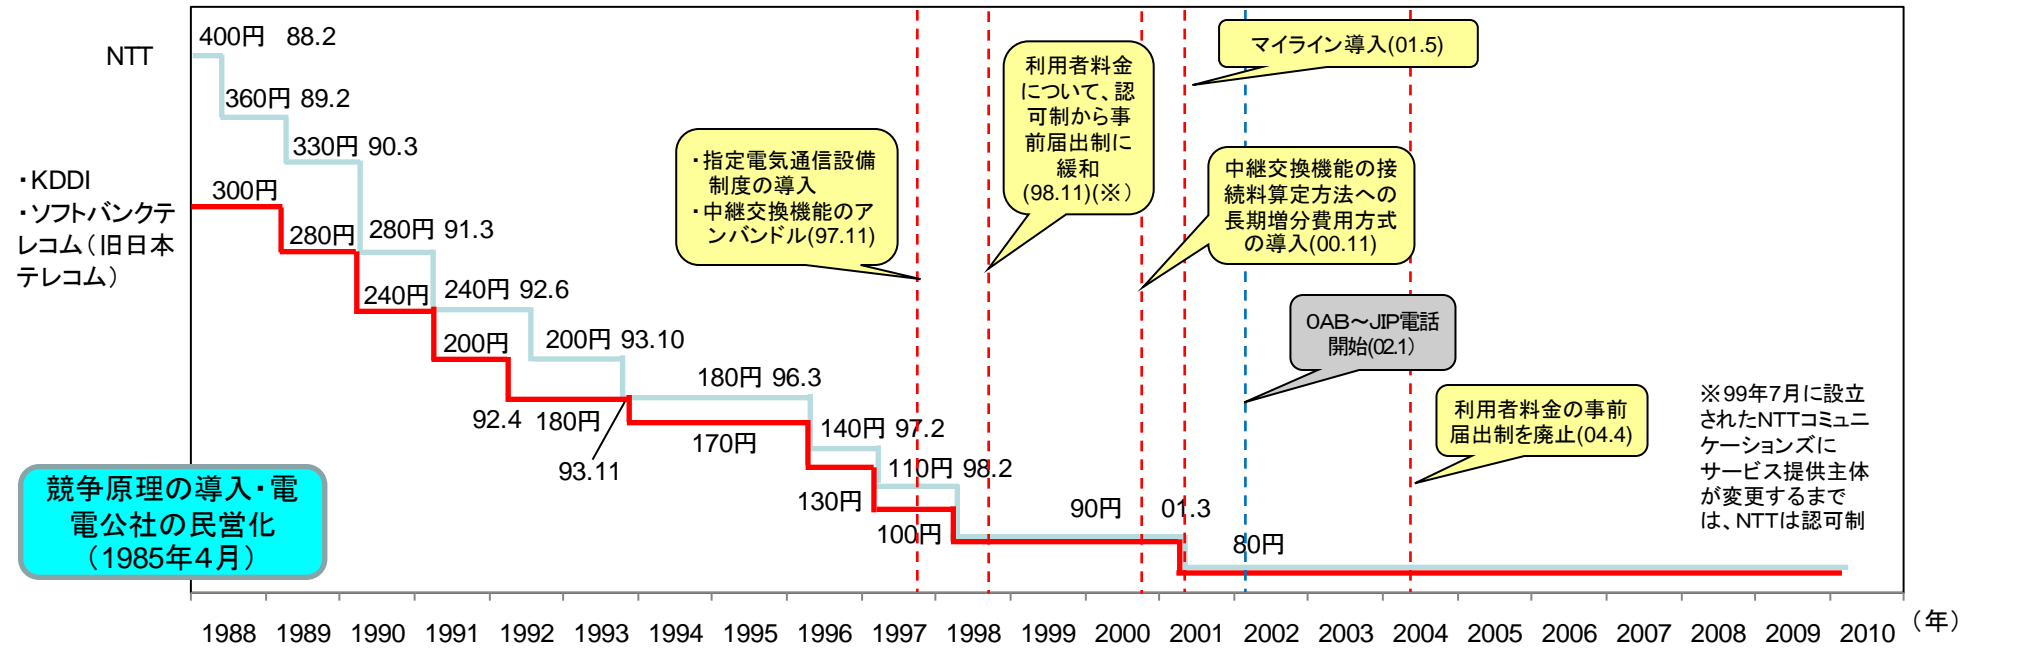 NTT
400円 88.2
360円 89.2
330円 90.3
・KDDI
・ソフトバンクテ
レコム（旧日本
テレコム）
300円
280円
280円 91.3
240円
240円 92.6
200円
200円 93.10
92.4 180円
93.11
180円 96.3
170円
140円 97.2
130円
110円 98.2
100円
90円 01.3
80円
・指定電気通信設備
制度の導入
・中継交換機能のア
ンバンドル(97.11)
利用者料金
について、認
可制から事
前届出制に
緩和
(98.11)(※)
マイライン導入(01.5)
中継交換機能の接
続料算定方法への
長期増分費用方式
の導入(00.11)
0AB～JIP電話
開始(02.1)
利用者料金の事前
届出制を廃止(04.4)
※99年7月に設立
されたNTTコミュニ
ケーションズに
サービス提供主体
が変更するまで
は、NTTは認可制
競争原理の導入・電
電公社の民営化
（1985年４月）
1988 1989 1990 1991 1992 1993 1994 1995 1996 1997 1998 1999 2000 2001 2002 2003 2004 2005 2006 2007 2008 2009 2010 （年）